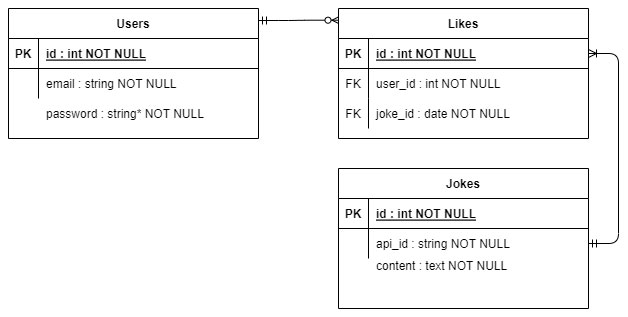 Users
PK id : int NOT NULL
email : string NOT NULL
password : string* NOT NULL
Likes
PK id : int NOT NULL
FK user_id : int NOT NULL
FK joke_id : date NOT NULL
Jokes
PK id : int NOT NULL
api_id : string NOT NULL
content : text NOT NULL